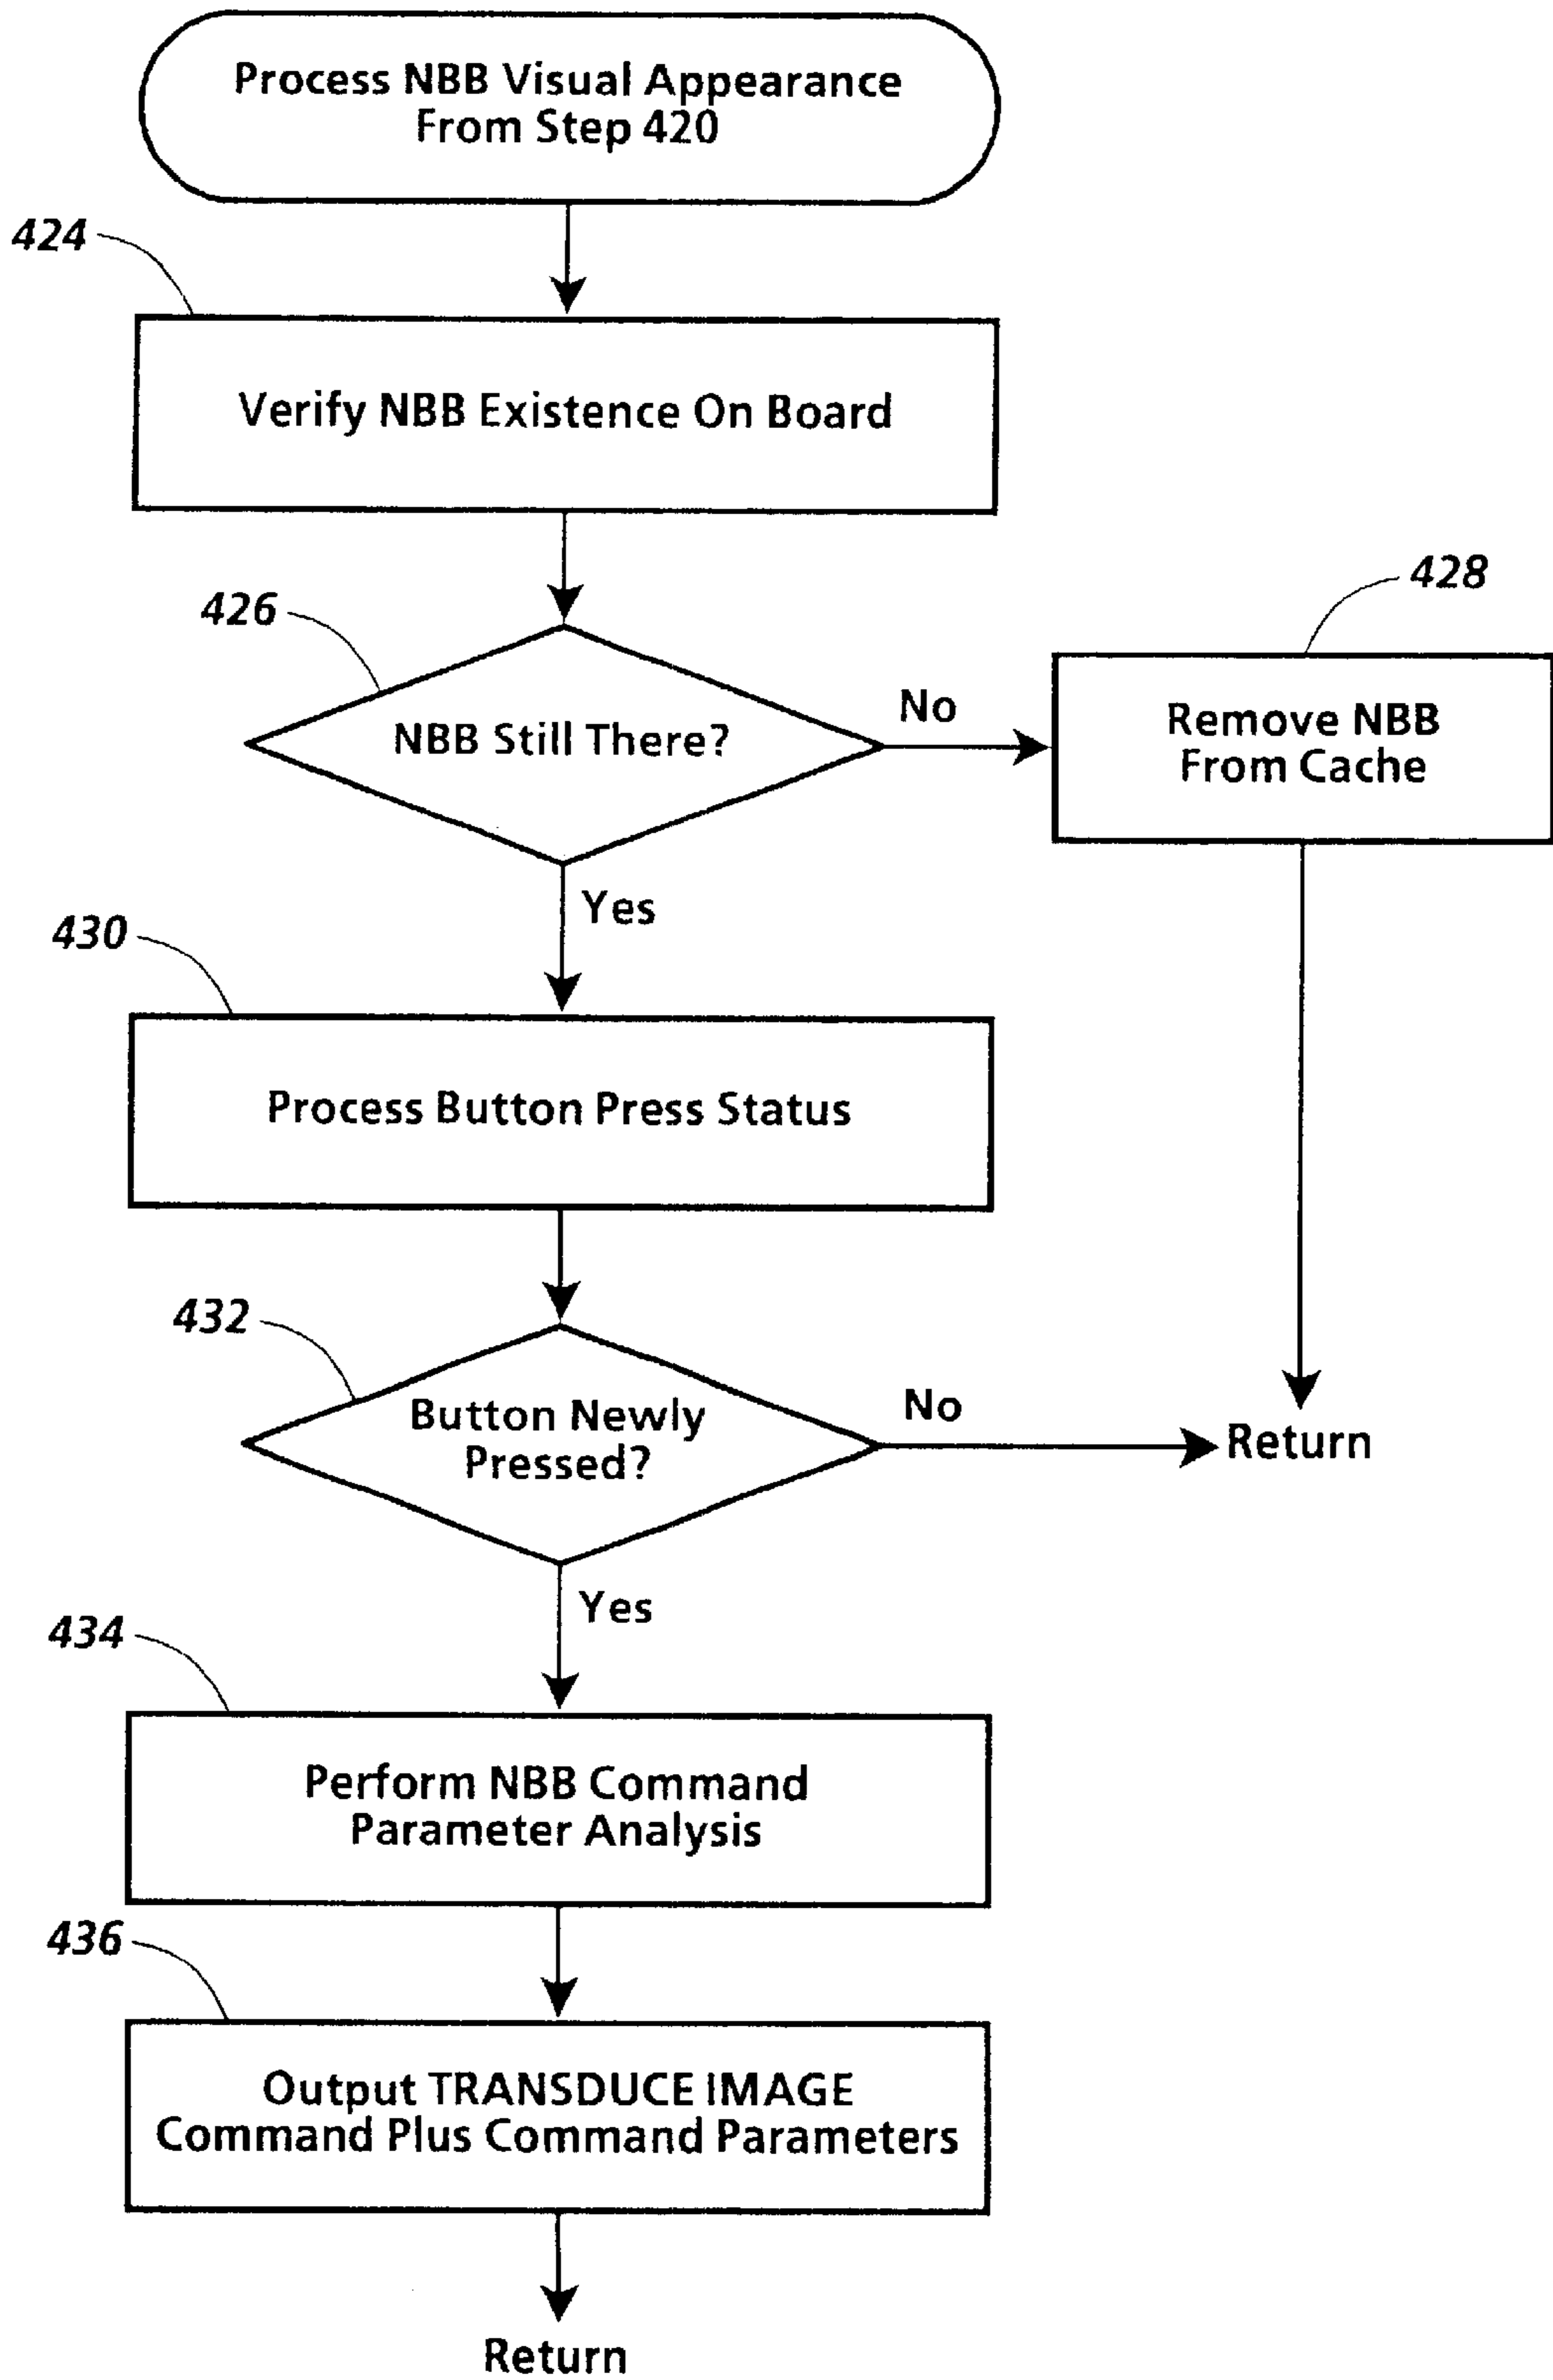 Process NBB Visual Appearance
From Step 420
424
Verify NBB Existence On Board
426
NBB Still There?
No
428
Remove NBB
From Cache
Yes
430
Process Button Press Status
432
Button Newly
Pressed?
No
Return
Yes
434
Perform NBB Command
Parameter Analysis
436
Output TRANSDUCE IMAGE
Command Plus Command Parameters
Return